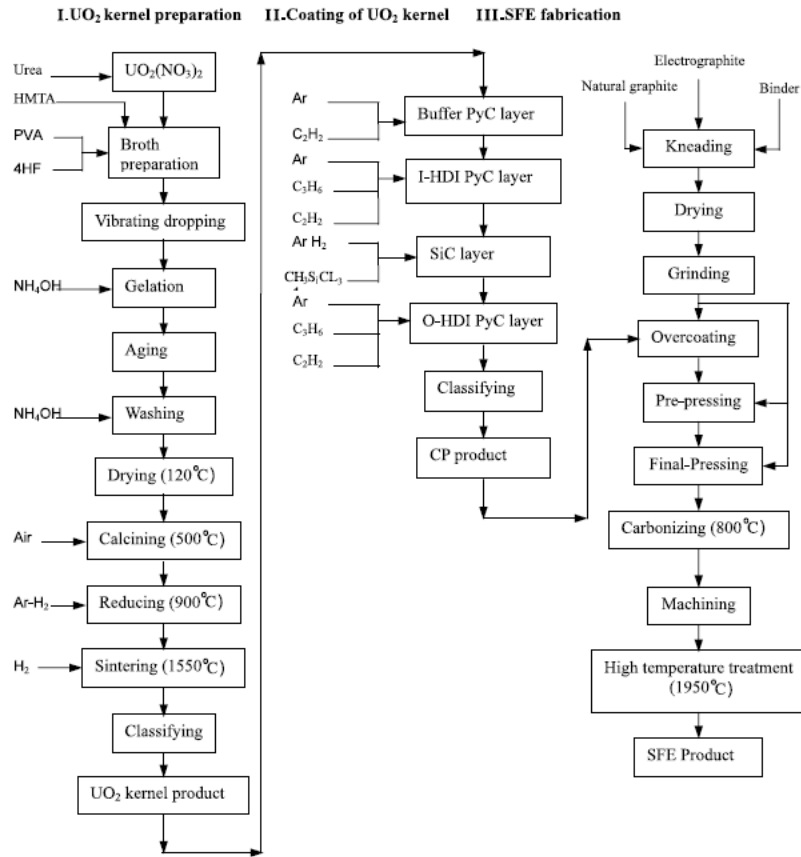 I.UO₂ kernel preparation
II.Coating of UO₂ kernel
III.SFE fabrication
Urea
UO₂(NO₃)₂
HMTA
PVA
4HF
Broth
preparation
Vibrating dropping
NH₄OH
Gelation
Aging
NH₄OH
Washing
Drying (120℃)
Air
Calcining (500℃)
Ar-H₂
Reducing (900℃)
H₂
Sintering (1550℃)
Classifying
UO₂ kernel product
Ar
C₂H₂
Buffer PyC layer
Ar
C₃H₆
C₂H₂
I-HDI PyC layer
Ar H₂
CH₃SᵢCL₃
SiC layer
Ar
C₃H₆
C₂H₂
O-HDI PyC layer
Classifying
CP product
Electrographite
Natural graphite
Binder
Kneading
Drying
Grinding
Overcoating
Pre-pressing
Final-Pressing
Carbonizing (800℃)
Machining
High temperature treatment
(1950℃)
SFE Product